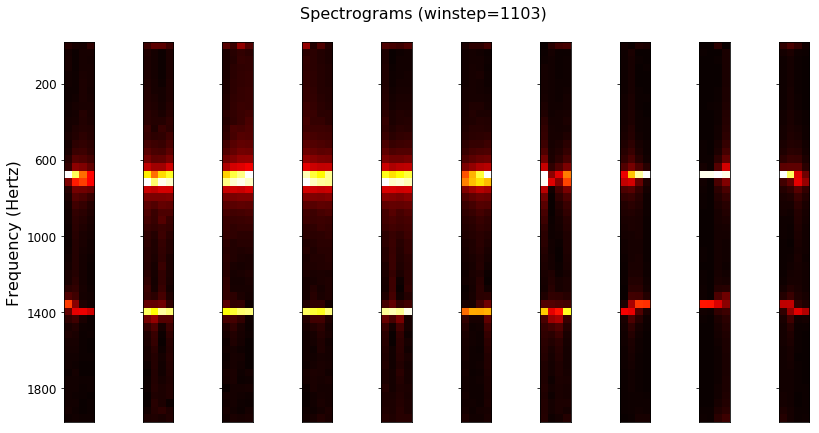 Spectrograms (winstep=1103)
Frequency (Hertz)
200
600
1000
1400
1800